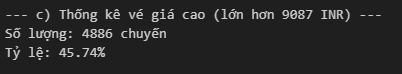 --- c) Thống kê vé giá cao (lớn hơn 9087 INR) ---
Số lượng: 4886 chuyến
Tỷ lệ: 45.74%